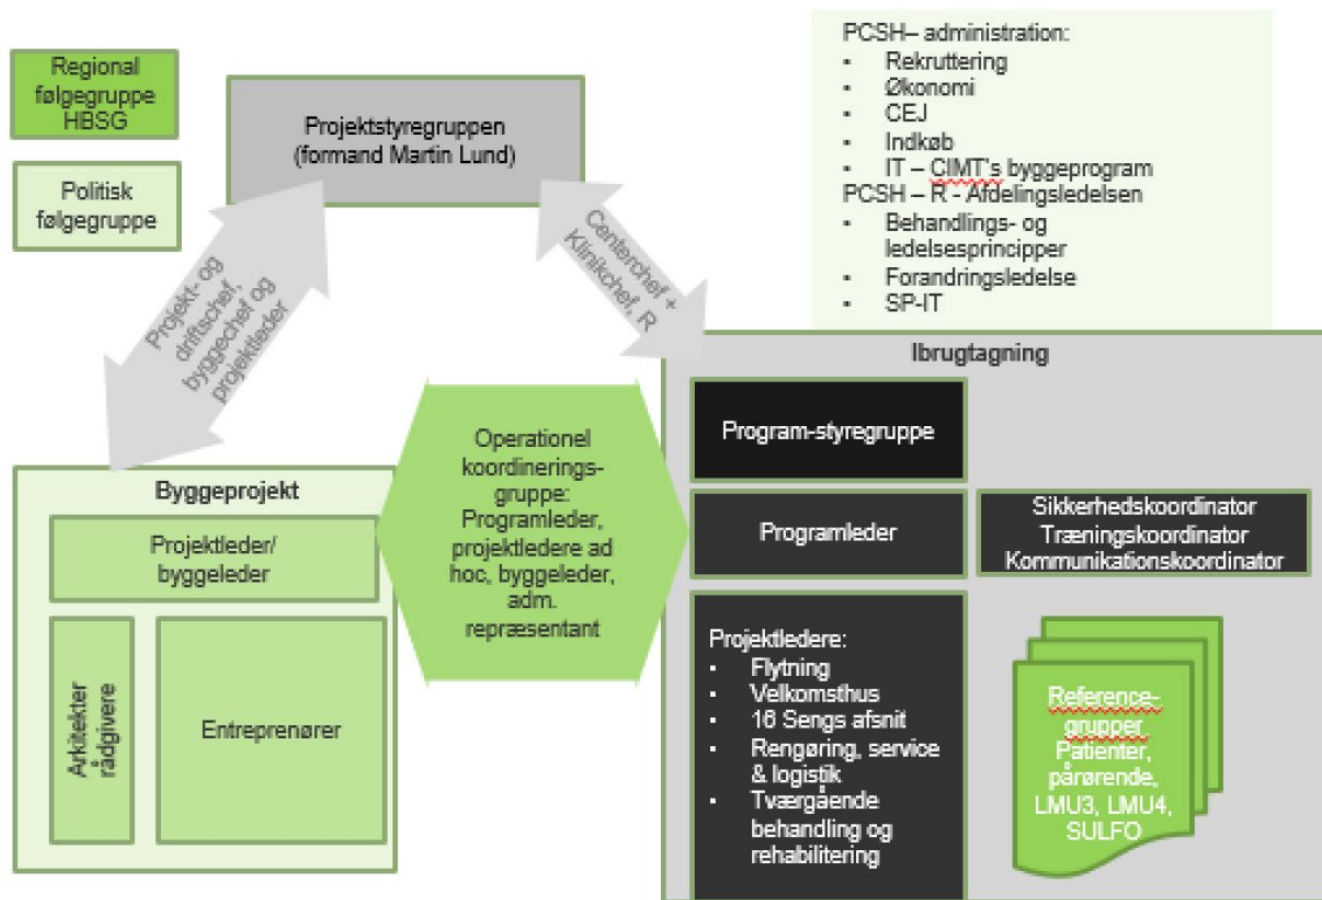 Regional
følgegruppe
HBSG
Politisk
følgegruppe
Projektstyregruppen
(formand Martin Lund)
PCSH– administration:
▪ Rekruttering
▪ Økonomi
▪ CEJ
▪ Indkøb
▪ IT – CIMT's byggeprogram
PCSH – R - Afdelingsledelsen
▪ Behandlings- og
ledelsesprincipper
▪ Forandringsledelse
▪ SP-IT
Projekt- og
driftschef,
byggechef og
projektleder
Centerchef +
Klinikchef, R
Byggeprojekt
Projektleder/
byggeleder
Arkitekter
rådgivere
Entreprenører
Operationel
koordinerings-
gruppe:
Programleder,
projektledere ad
hoc, byggeleder,
adm.
repræsentant
Ibrugtagning
Program-styregruppe
Programleder
Sikkerhedskoordinator
Træningskoordinator
Kommunikationskoordinator
Projektledere:
• Flytning
• Velkomsthus
• 16 Sengs afsnit
• Rengøring, service
& logistik
• Tværgående
behandling og
rehabilitering
Reference-
grupper
Patienter,
pårørende,
LMU3, LMU4,
SULFO